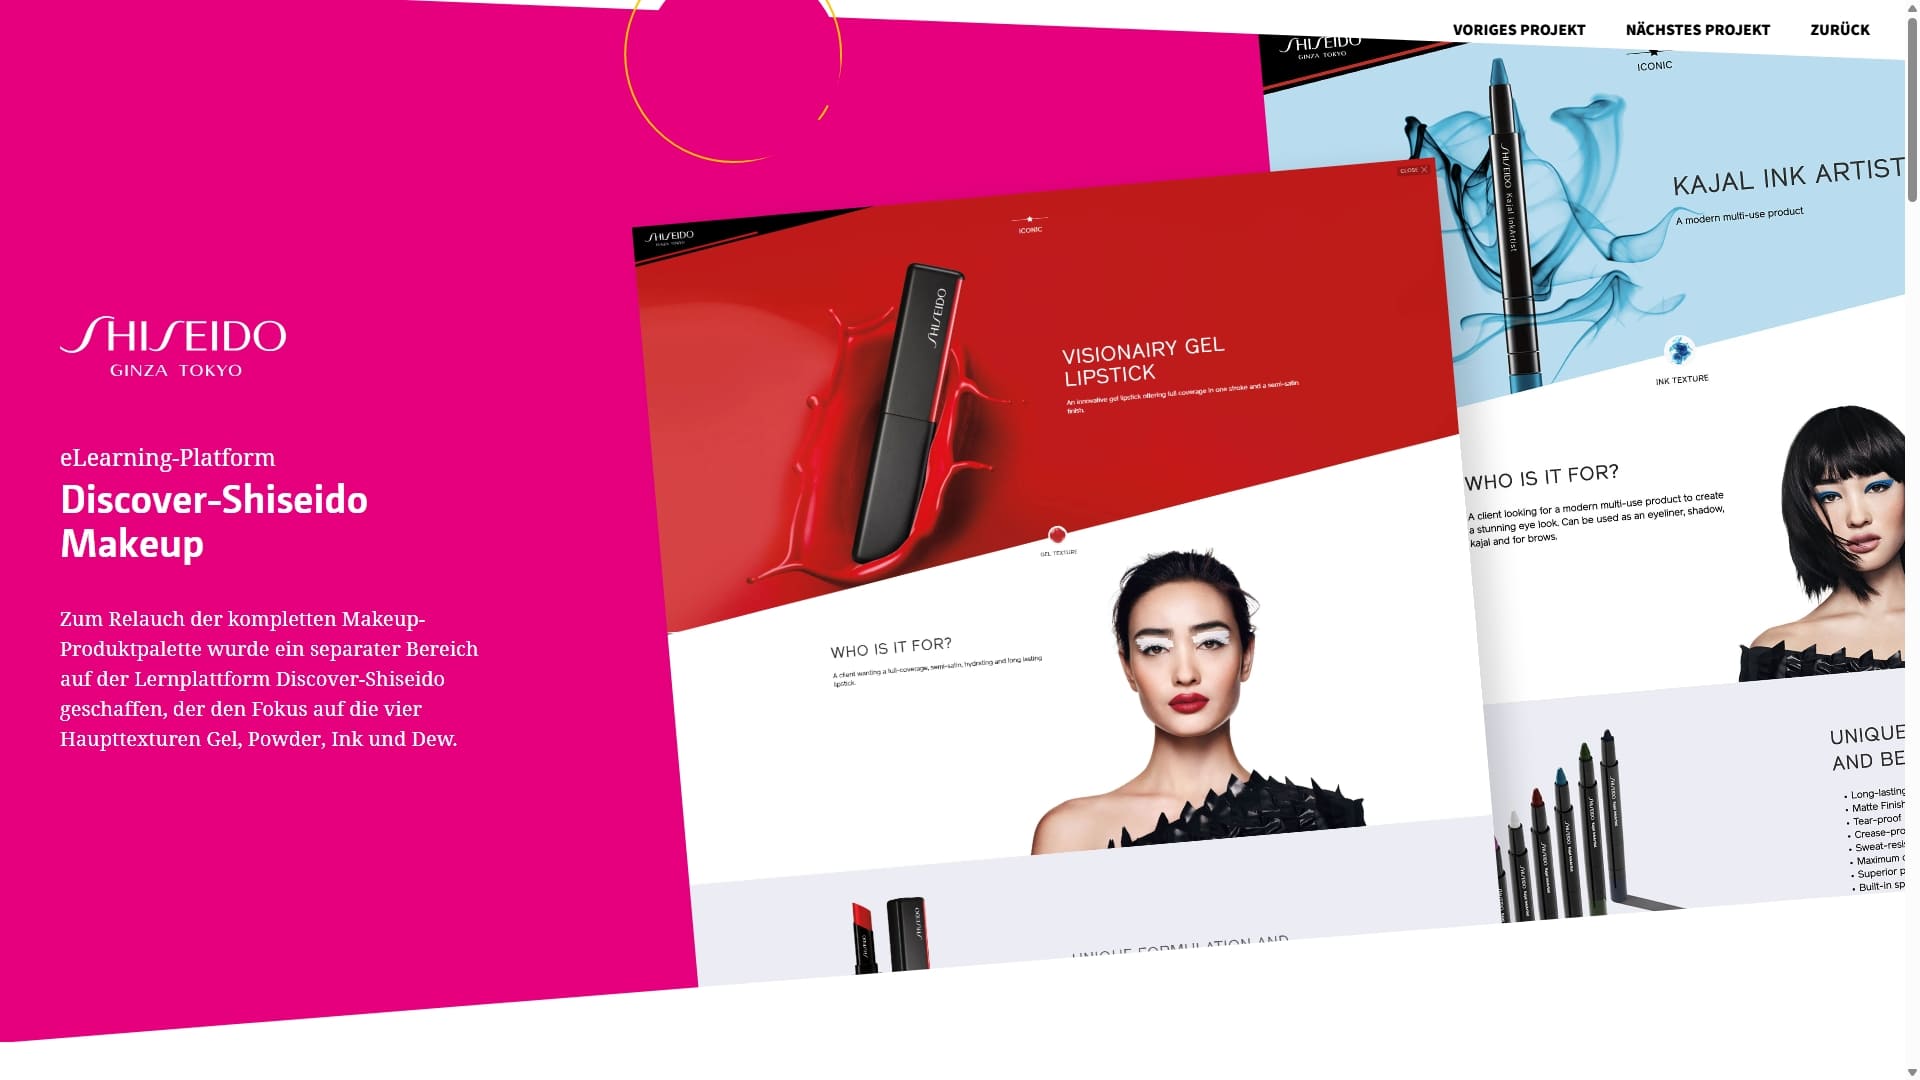 VORIGES PROJEKT
NÄCHSTES PROJEKT
ZURÜCK
SHISEIDO
GINZA TOKYO
eLearning-Platform
Discover-Shiseido
Makeup
Zum Relauch der kompletten Makeup-
Produktpalette wurde ein separater Bereich
auf der Lernplattform Discover-Shiseido
geschaffen, der den Fokus auf die vier
Haupttexturen Gel, Powder, Ink und Dew.
CLOSE
SHISEIDO
GINZA TOKYO
ICONIC
SHISEIDO
VISIONAIRY GEL
LIPSTICK
An innovative gel lipstick offering full coverage in one stroke and a semi-satin
finish.
GEL TEXTURE
WHO IS IT FOR?
A client wanting a full-coverage, semi-satin, hydrating and long lasting
lipstick.
SHISEIDO
UNIQUE FORMULATION AND
SHISEIDO
GINZA TOKYO
ICONIC
SHISEIDO Kajal InkArtist
KAJAL INK ARTIST
A modern multi-use product
INK TEXTURE
WHO IS IT FOR?
A client looking for a modern multi-use product to create
a stunning eye look. Can be used as an eyeliner, shadow,
kajal and for brows.
UNIQUE
AND BE
• Long-lasting
• Matte Finish
• Tear-proof
• Crease-pro
• Sweat-resi
• Maximum c
• Superior p
• Built-in sp